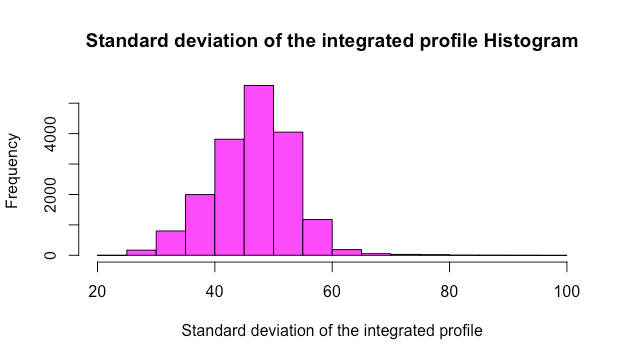 Standard deviation of the integrated profile Histogram
Frequency
4000
2000
0
20 40 60 80 100
Standard deviation of the integrated profile